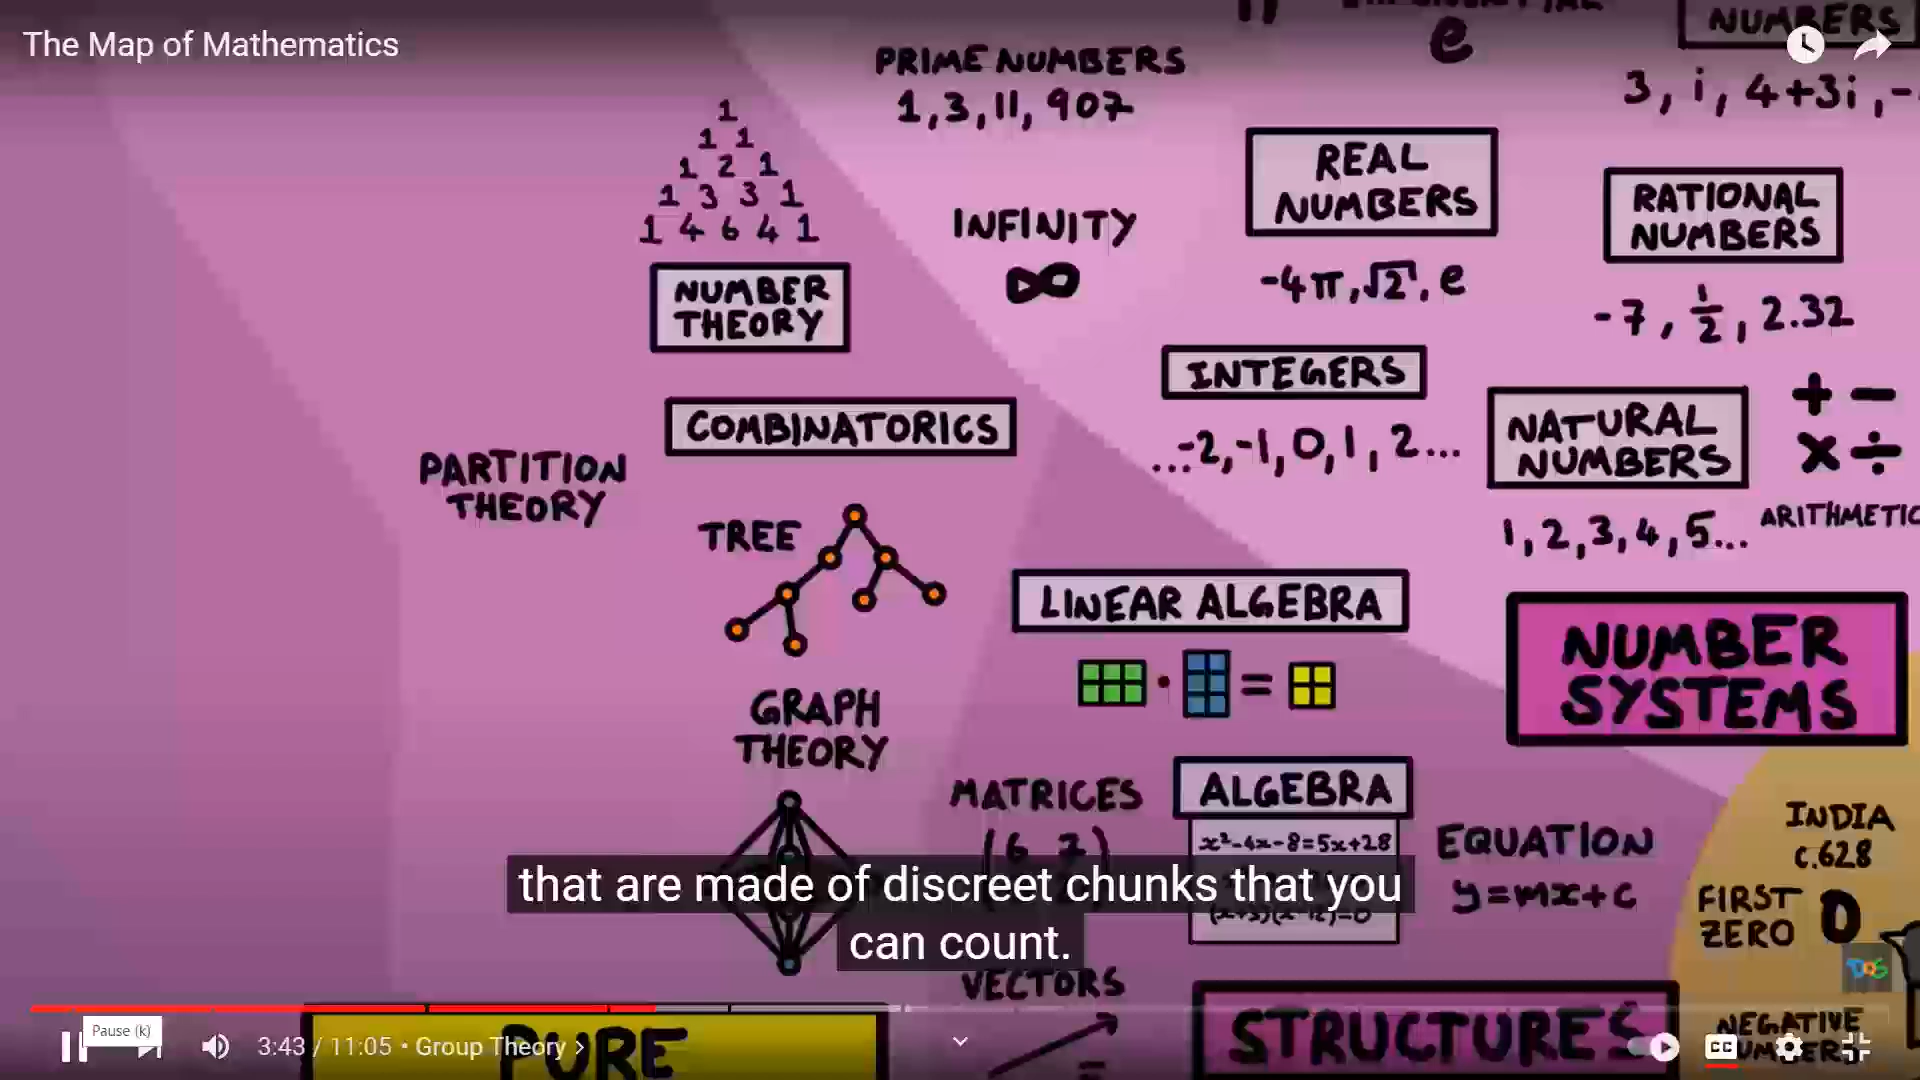 The Map of Mathematics
e
NUMBERS
3, i, 4+3i, -
PRIME NUMBERS
1, 3, 11, 907
1
1 1
1 2 1
1 3 3 1
1 4 6 4 1
NUMBER
THEORY
INFINITY
∞
REAL
NUMBERS
-4π, √2, e
RATIONAL
NUMBERS
-7, 1/2, 2.32
INTEGERS
...-2, -1, 0, 1, 2...
NATURAL
NUMBERS
1, 2, 3, 4, 5...
+ -
× ÷
ARITHMETIC
COMBINATORICS
PARTITION
THEORY
TREE
GRAPH
THEORY
LINEAR ALGEBRA
· =
NUMBER
SYSTEMS
MATRICES
(6 7)
ALGEBRA
x²-4x-8=5x+28
EQUATION
y=mx+c
INDIA
c.628
FIRST
ZERO 0
that are made of discreet chunks that you
can count.
VECTORS
=
STRUCTURES
NEGATIVE
PURE
DOS
Pause (k)
3:43 / 11:05 • Group Theory >
CC